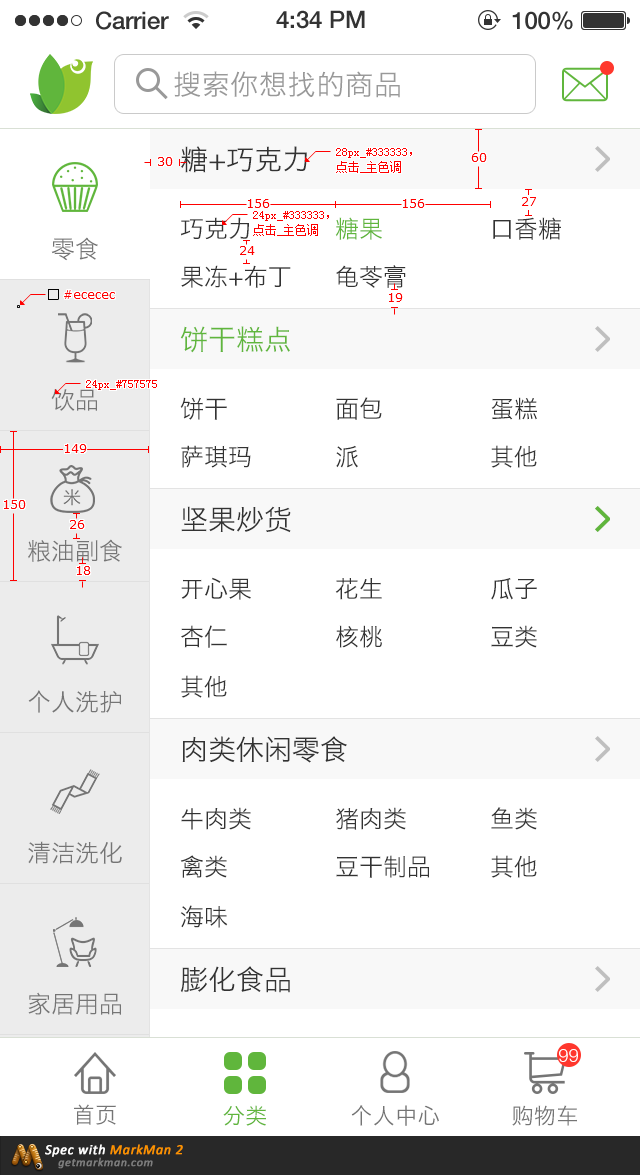 Carrier 4:34 PM 100%
搜索你想找的商品
零食
#ececec
24px_#757575
饮品
149
150
米
26
粮油副食
18
个人洗护
清洁洗化
家居用品
30 糖+巧克力 28px_#333333, 60
点击_主色调
156 156 27
巧克力 24px_#333333, 糖果 口香糖
点击_主色调
24
果冻+布丁 龟苓膏
19
饼干糕点
饼干 面包 蛋糕
萨琪玛 派 其他
坚果炒货
开心果 花生 瓜子
杏仁 核桃 豆类
其他
肉类休闲零食
牛肉类 猪肉类 鱼类
禽类 豆干制品 其他
海味
膨化食品
99
首页 分类 个人中心 购物车
Spec with MarkMan 2
getmarkman.com